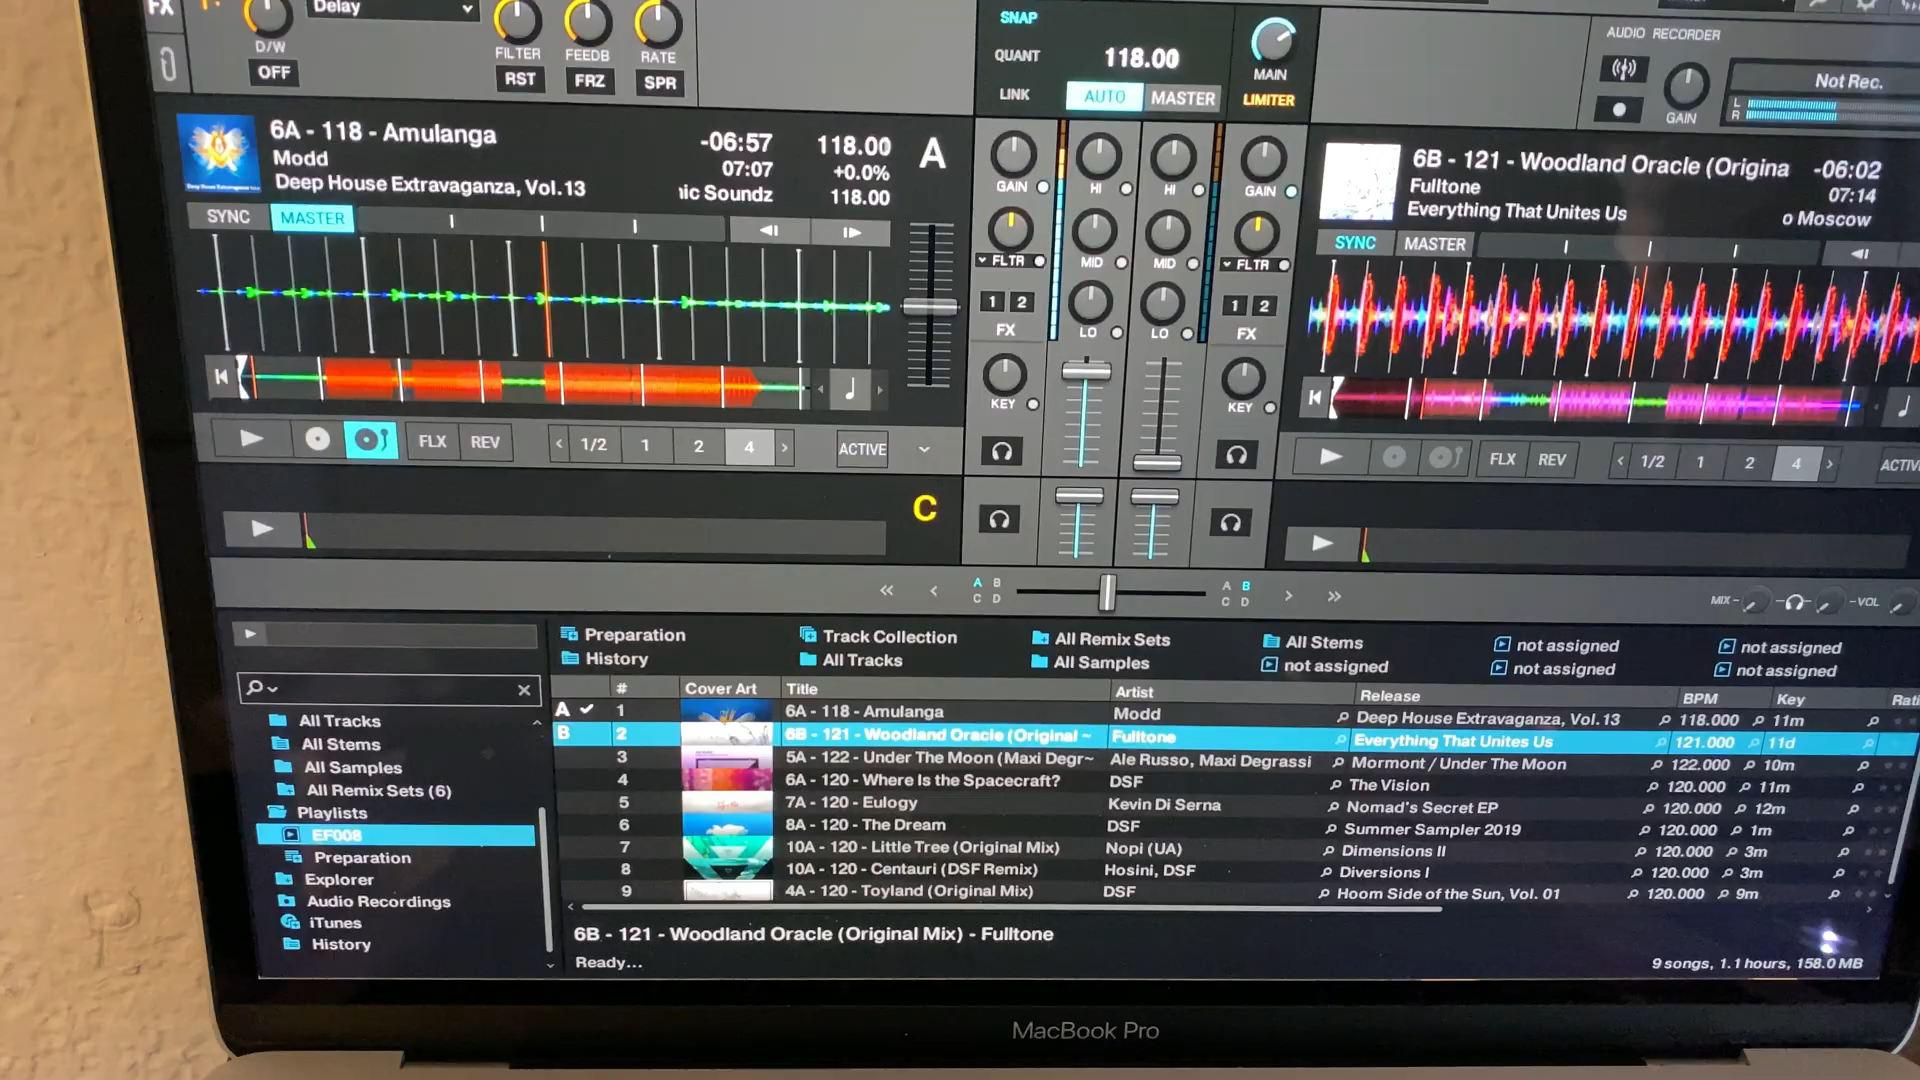 FX
Delay
D/W
OFF
FILTER FEEDB RATE
RST FRZ SPR
SNAP
QUANT
LINK
118.00
AUTO MASTER
MAIN
LIMITER
AUDIO RECORDER
GAIN
Not Rec.
L
R
6A - 118 - Amulanga
Modd
Deep House Extravaganza, Vol.13
-06:57
07:07
ic Soundz
118.00
+0.0%
118.00
A
SYNC MASTER
GAIN HI HI GAIN
FLTR MID MID FLTR
1 2
FX
LO LO
1 2
FX
KEY KEY
6B - 121 - Woodland Oracle (Origina
Fulltone
Everything That Unites Us
-06:02
07:14
o Moscow
SYNC MASTER
FLX REV < 1/2 1 2 4 > ACTIVE
FLX REV < 1/2 1 2 4 > ACTIV
C
A B
C D
A B
C D
MIX VOL
Preparation Track Collection All Remix Sets All Stems not assigned not assigned
History All Tracks All Samples not assigned not assigned not assigned
All Tracks
All Stems
All Samples
All Remix Sets (6)
Playlists
EF008
Preparation
Explorer
Audio Recordings
iTunes
History
# Cover Art Title Artist Release BPM Key Rati
A 1 6A - 118 - Amulanga Modd Deep House Extravaganza, Vol.13 118.000 11m
B 2 6B - 121 - Woodland Oracle (Original ~ Fulltone Everything That Unites Us 121.000 11d
3 5A - 122 - Under The Moon (Maxi Degr~ Ale Russo, Maxi Degrassi Mormont / Under The Moon 122.000 10m
4 6A - 120 - Where Is the Spacecraft? DSF The Vision 120.000 11m
5 7A - 120 - Eulogy Kevin Di Serna Nomad's Secret EP 120.000 12m
6 8A - 120 - The Dream DSF Summer Sampler 2019 120.000 1m
7 10A - 120 - Little Tree (Original Mix) Nopi (UA) Dimensions II 120.000 3m
8 10A - 120 - Centauri (DSF Remix) Hosini, DSF Diversions I 120.000 3m
9 4A - 120 - Toyland (Original Mix) DSF Hoom Side of the Sun, Vol. 01 120.000 9m
6B - 121 - Woodland Oracle (Original Mix) - Fulltone
Ready...
9 songs, 1.1 hours, 158.0 MB
MacBook Pro